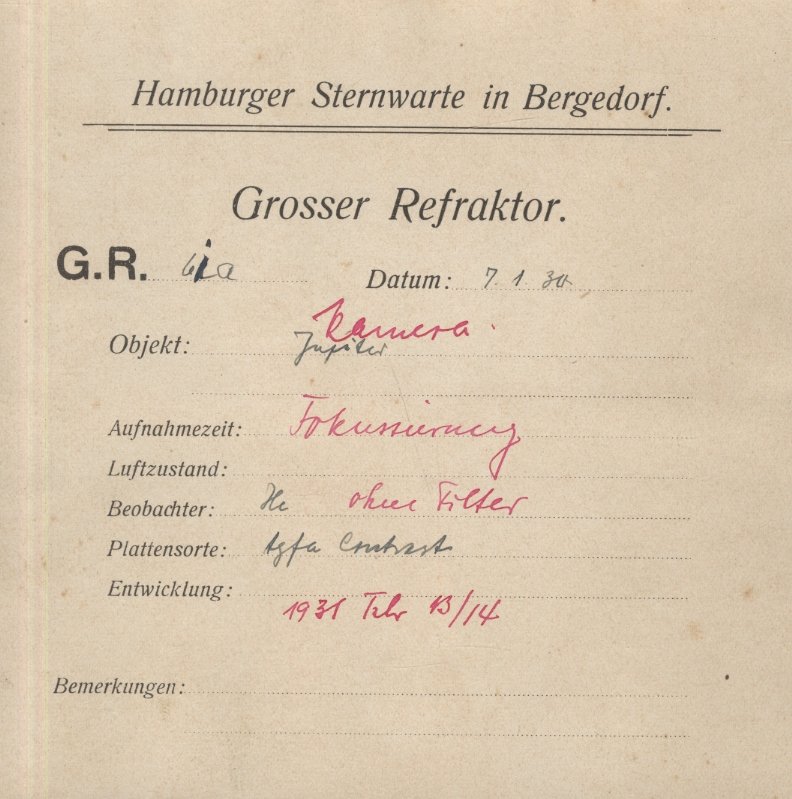 Hamburger Sternwarte in Bergedorf.
Grosser Refraktor.
G.R. Datum: 7. 1 30
Kamera.
Objekt: Jupiter
Aufnahmezeit: Fokussierung
Luftzustand:
Beobachter: He ohne Filter
Plattensorte: Agfa Contrast
Entwicklung:
1931 Febr 13/14
Bemerkungen: